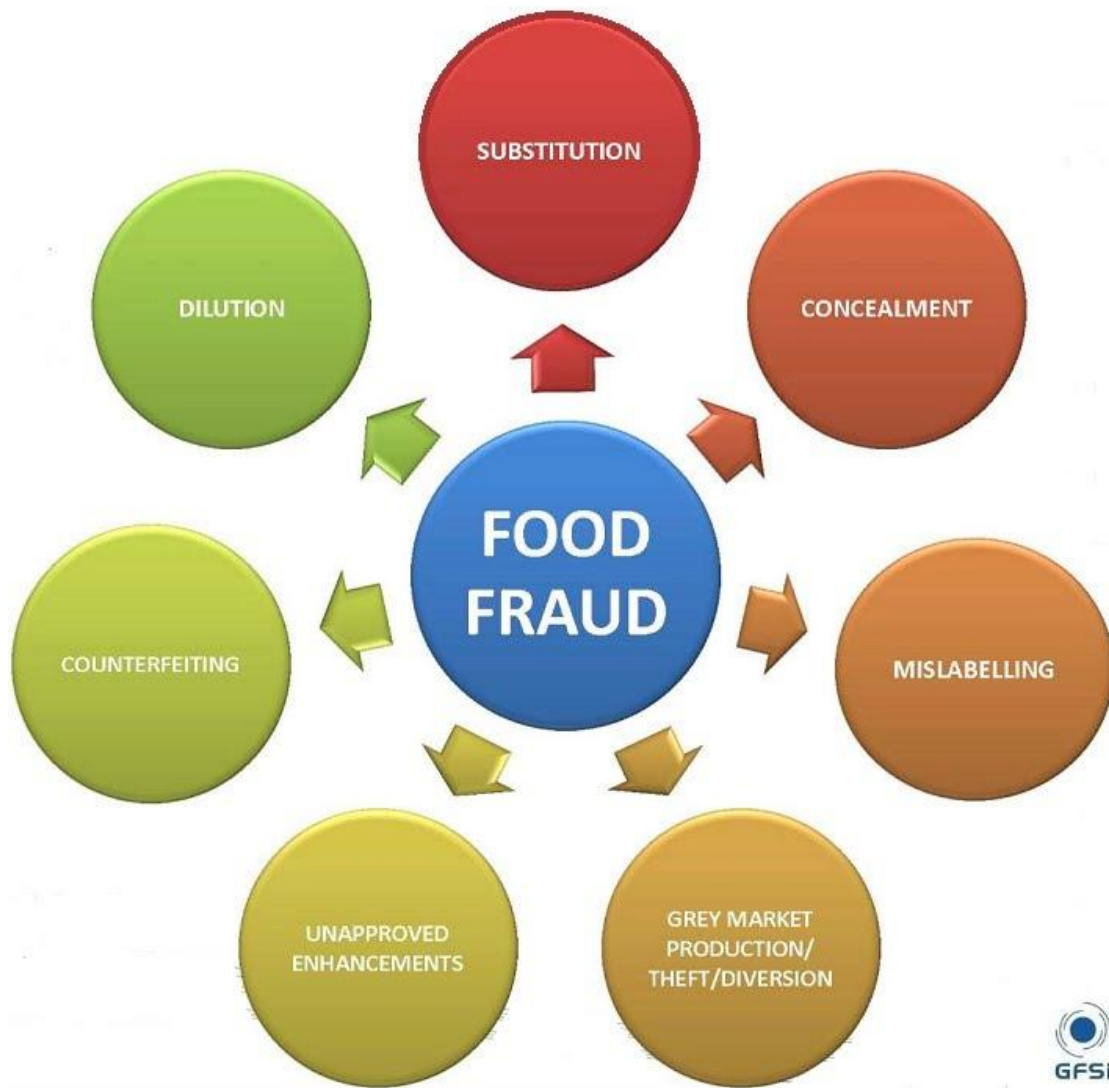 SUBSTITUTION
CONCEALMENT
DILUTION
FOOD
FRAUD
COUNTERFEITING
MISLABELLING
UNAPPROVED
ENHANCEMENTS
GREY MARKET
PRODUCTION/
THEFT/DIVERSION
GFSI